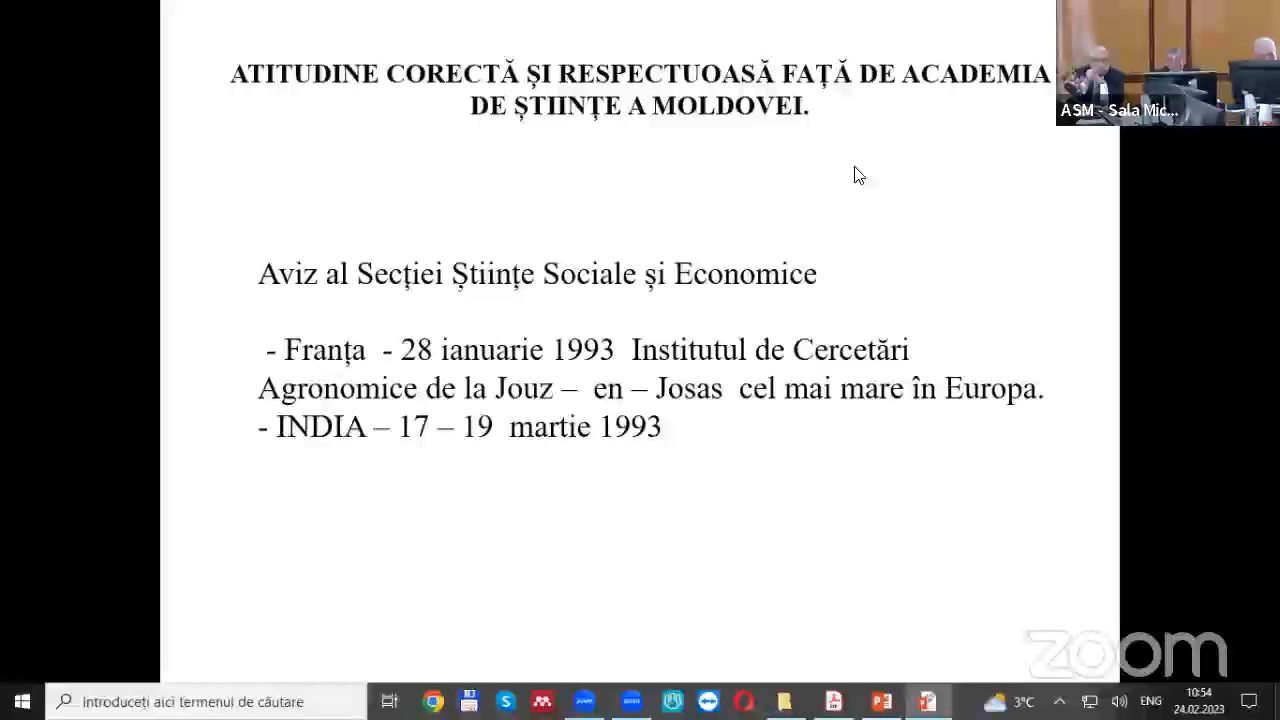 ATITUDINE CORECTĂ ȘI RESPECTUOASĂ FAȚĂ DE ACADEMIA
DE ȘTIINȚE A MOLDOVEI.
ASM - Sala Mic...
Aviz al Secției Științe Sociale și Economice
- Franța - 28 ianuarie 1993 Institutul de Cercetări
Agronomice de la Jouz – en – Josas cel mai mare în Europa.
- INDIA – 17 – 19 martie 1993
zoom
Introduceți aici termenul de căutare
3°C
ENG
10:54
24.02.2023